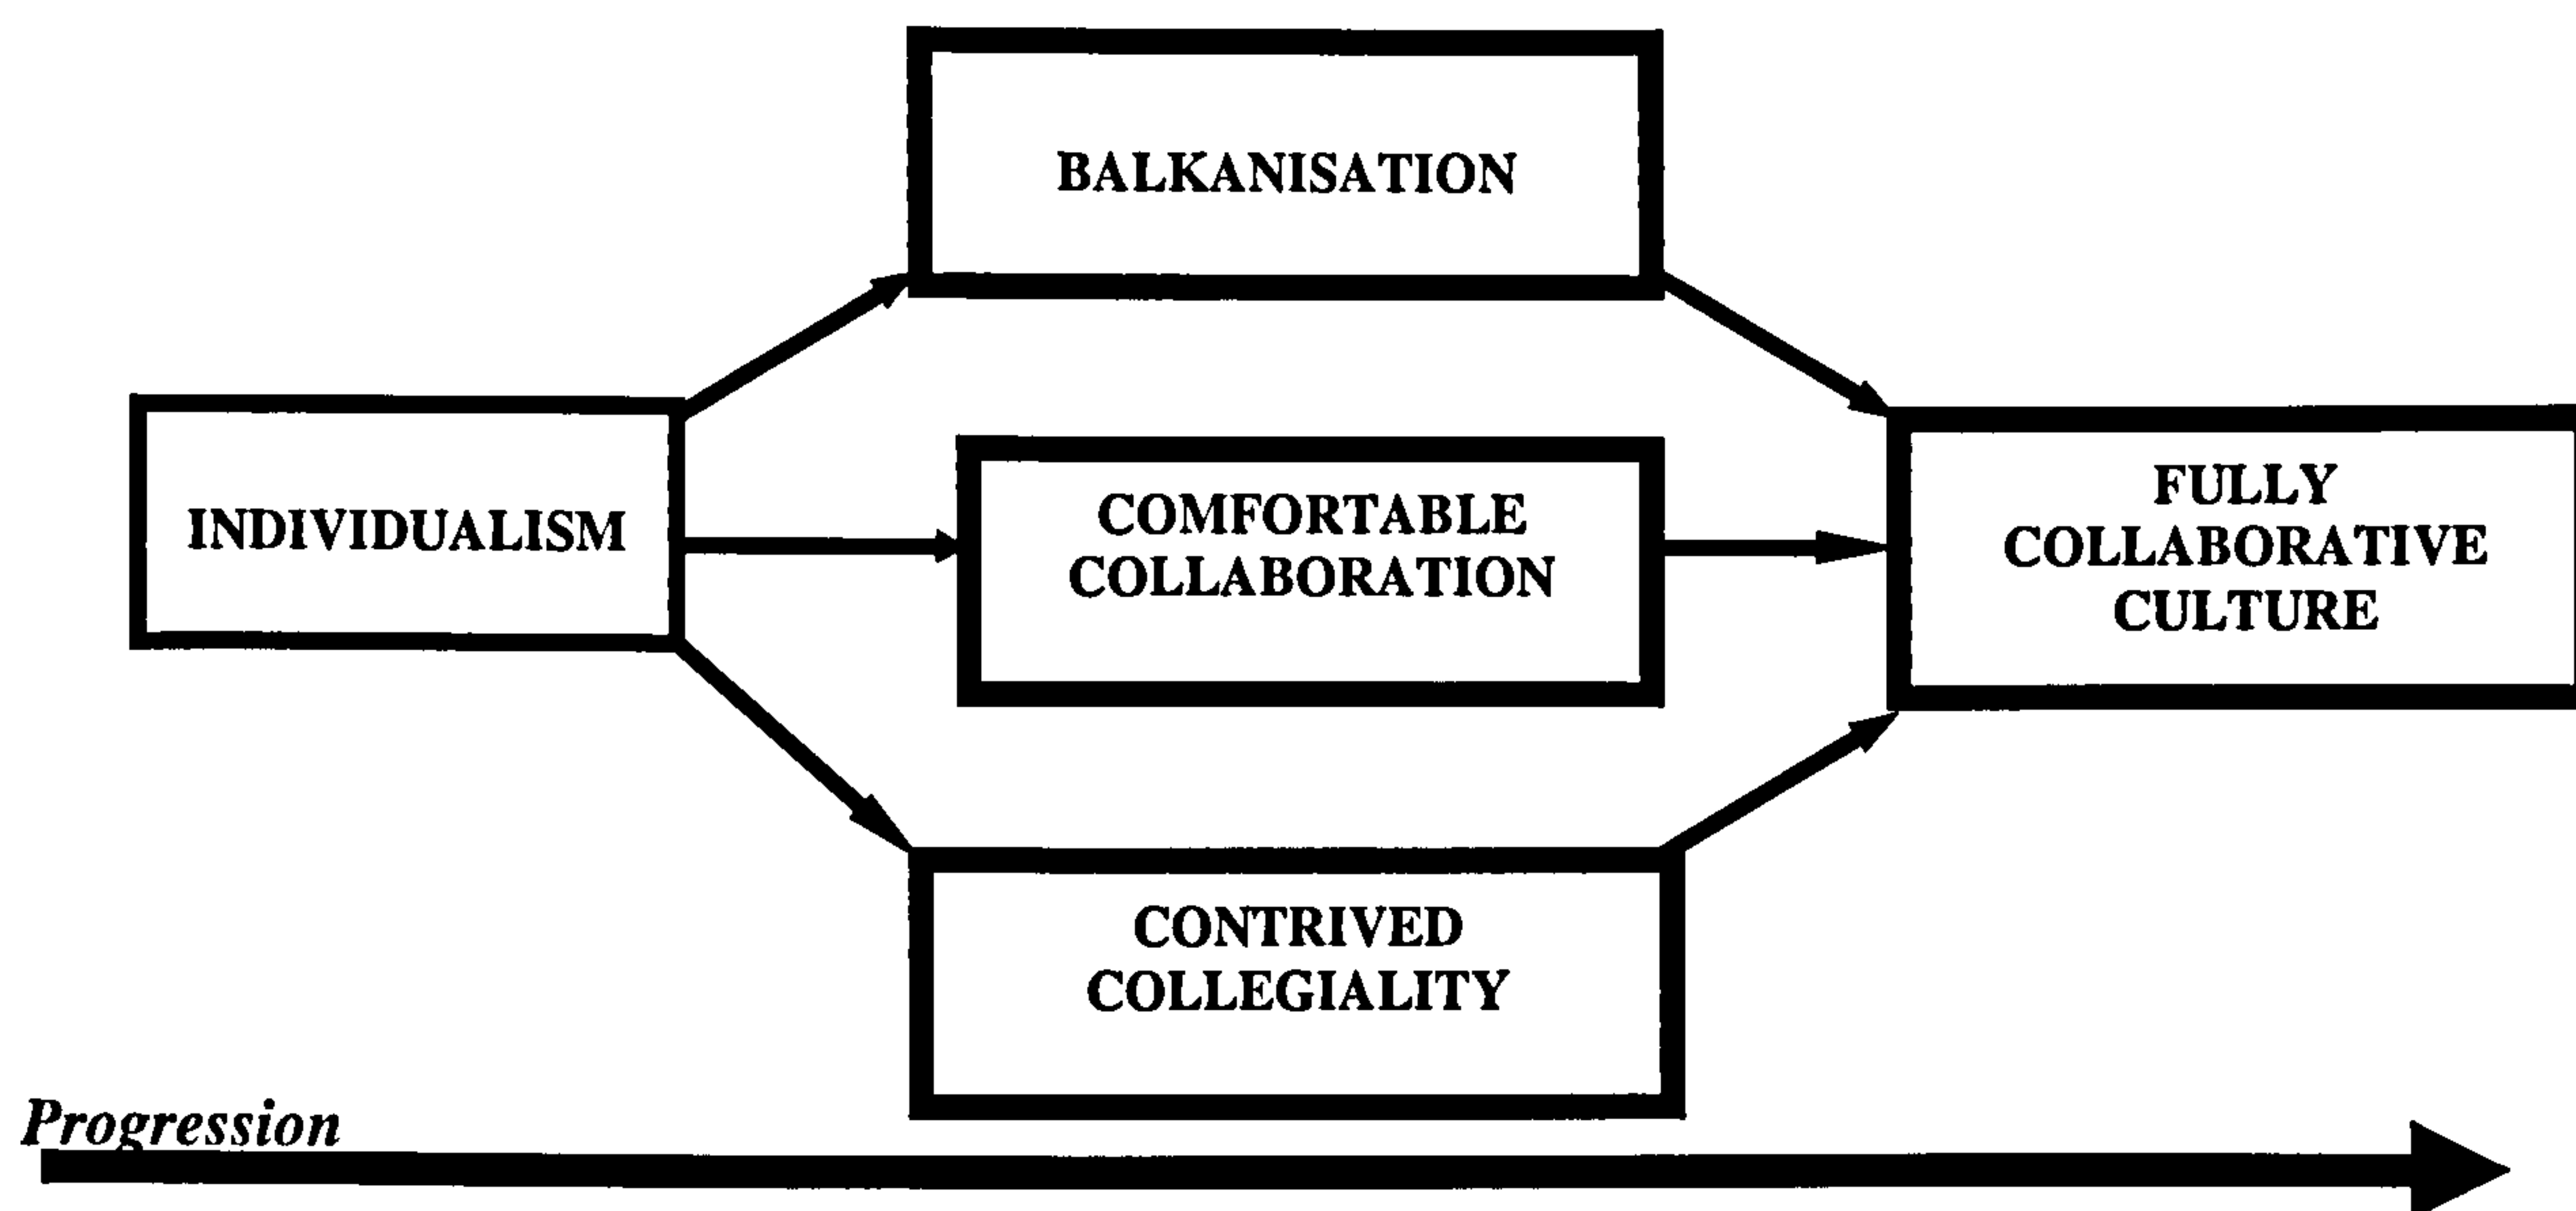 BALKANISATION
INDIVIDUALISM
COMFORTABLE
COLLABORATION
FULLY
COLLABORATIVE
CULTURE
CONTRIVED
COLLEGIALITY
Progression